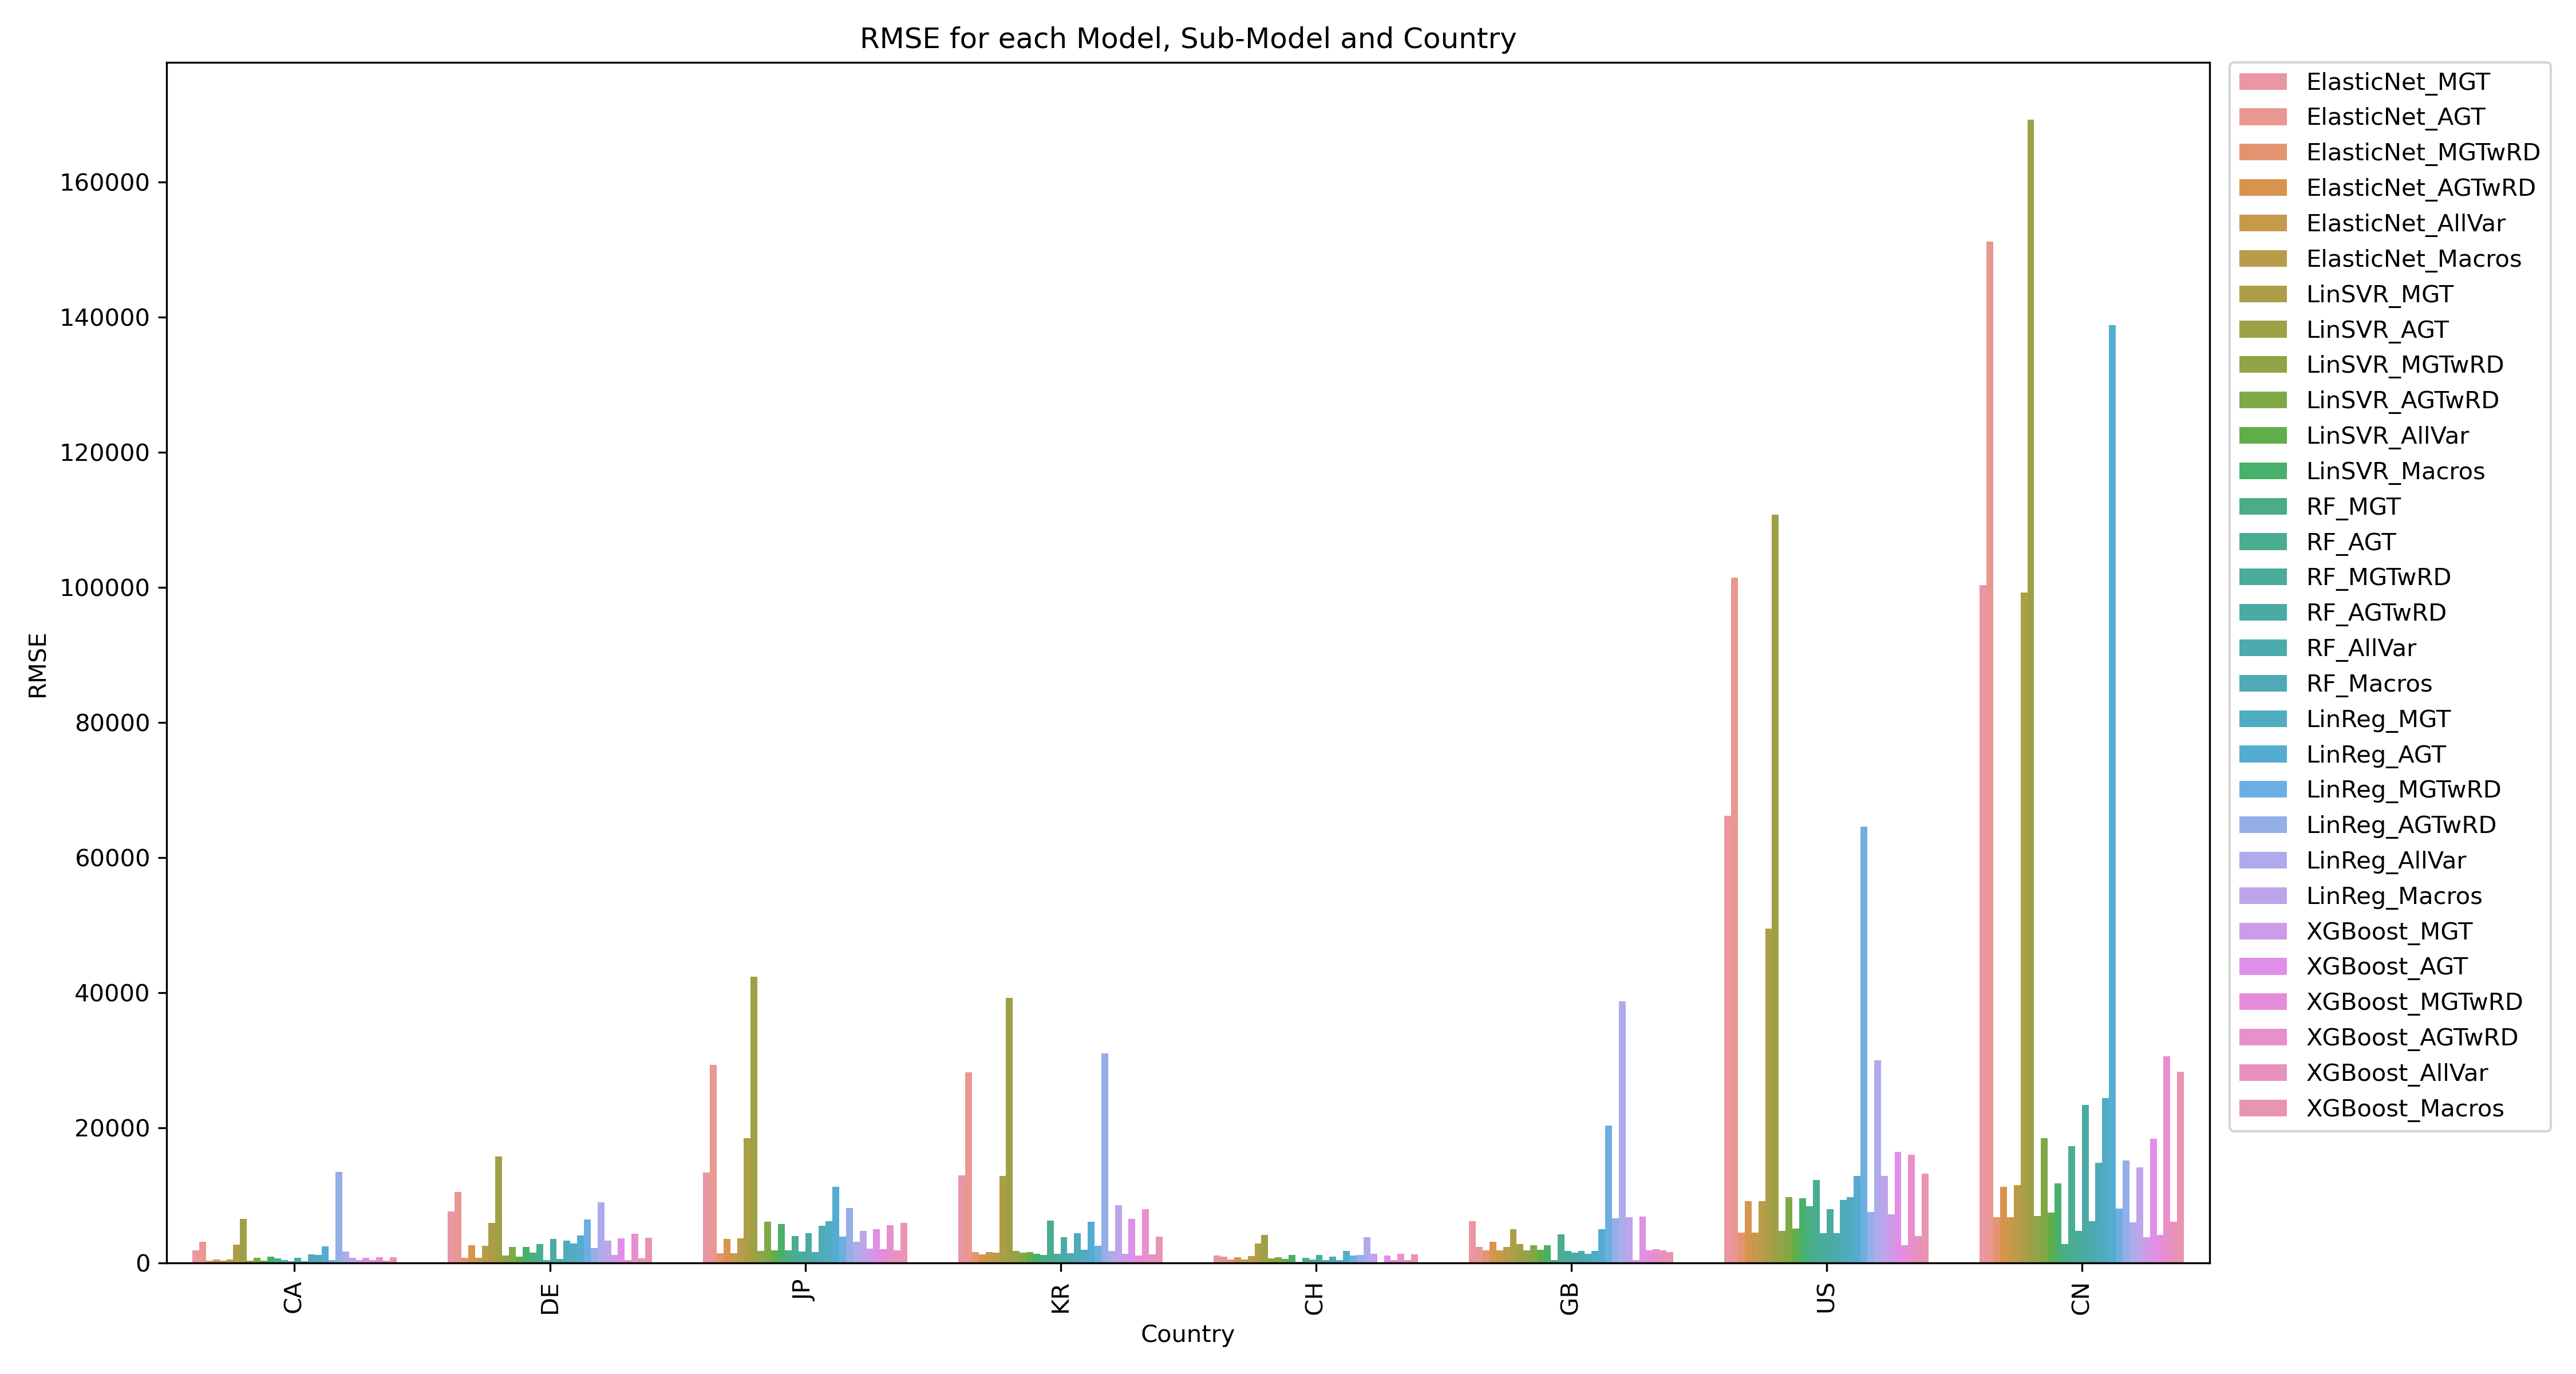 RMSE for each Model, Sub-Model and Country
RMSE
160000
140000
120000
100000
80000
60000
40000
20000
0
CA
DE
JP
KR
CH
GB
US
CN
Country
ElasticNet_MGT
ElasticNet_AGT
ElasticNet_MGTwRD
ElasticNet_AGTwRD
ElasticNet_AllVar
ElasticNet_Macros
LinSVR_MGT
LinSVR_AGT
LinSVR_MGTwRD
LinSVR_AGTwRD
LinSVR_AllVar
LinSVR_Macros
RF_MGT
RF_AGT
RF_MGTwRD
RF_AGTwRD
RF_AllVar
RF_Macros
LinReg_MGT
LinReg_AGT
LinReg_MGTwRD
LinReg_AGTwRD
LinReg_AllVar
LinReg_Macros
XGBoost_MGT
XGBoost_AGT
XGBoost_MGTwRD
XGBoost_AGTwRD
XGBoost_AllVar
XGBoost_Macros